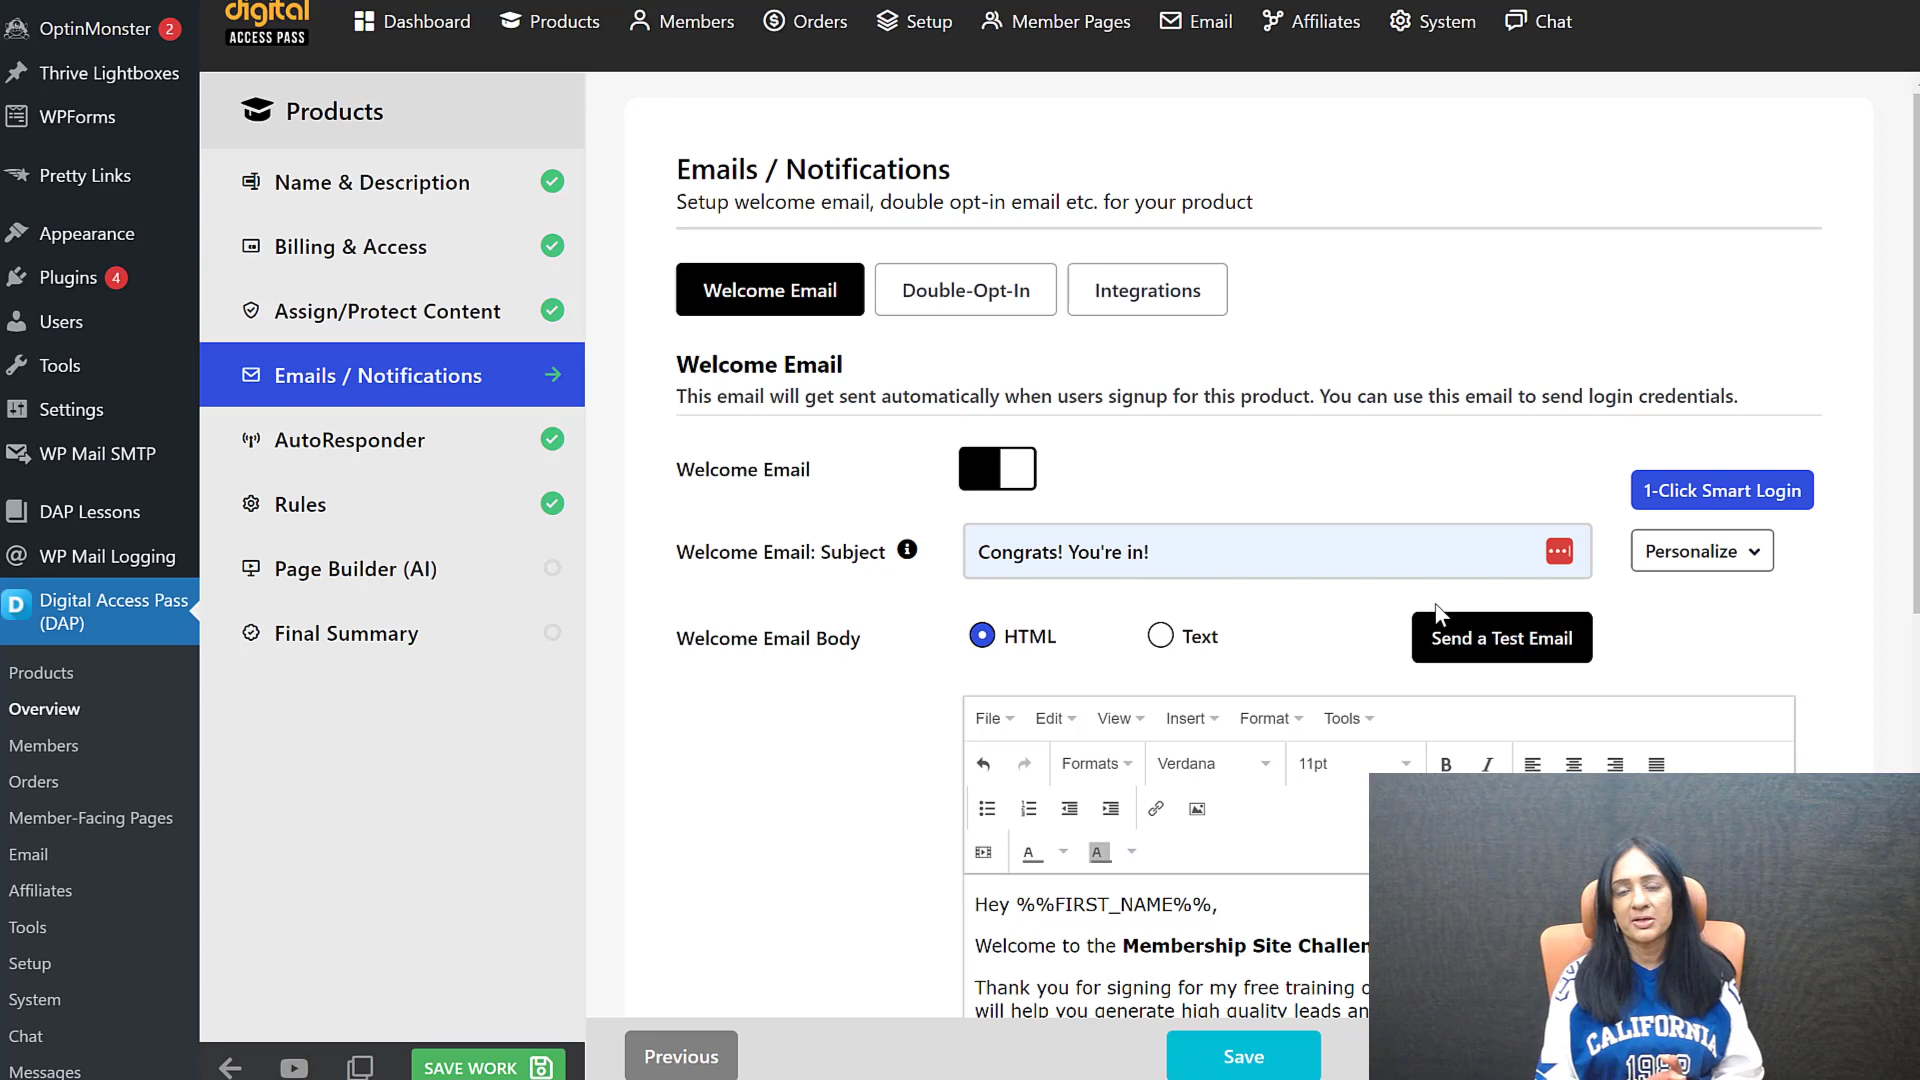 OptinMonster 2
Thrive Lightboxes
WPForms
Pretty Links
Appearance
Plugins 4
Users
Tools
Settings
WP Mail SMTP
DAP Lessons
WP Mail Logging
D Digital Access Pass
(DAP)
Products
Overview
Members
Orders
Member-Facing Pages
Email
Affiliates
Tools
Setup
System
Chat
Messages
digital
ACCESS PASS
Dashboard Products Members Orders Setup Member Pages Email Affiliates System Chat
Products
Name & Description
Billing & Access
Assign/Protect Content
Emails / Notifications
AutoResponder
Rules
Page Builder (AI)
Final Summary
SAVE WORK
Emails / Notifications
Setup welcome email, double opt-in email etc. for your product
Welcome Email Double-Opt-In Integrations
Welcome Email
This email will get sent automatically when users signup for this product. You can use this email to send login credentials.
Welcome Email
1-Click Smart Login
Welcome Email: Subject Congrats! You're in! Personalize
Welcome Email Body HTML Text Send a Test Email
File Edit View Insert Format Tools
Formats Verdana 11pt B I
A A
Hey %%FIRST_NAME%%,
Welcome to the Membership Site Challen
Thank you for signing for my free training
will help you generate high quality leads an
Previous Save
CALIFORNIA